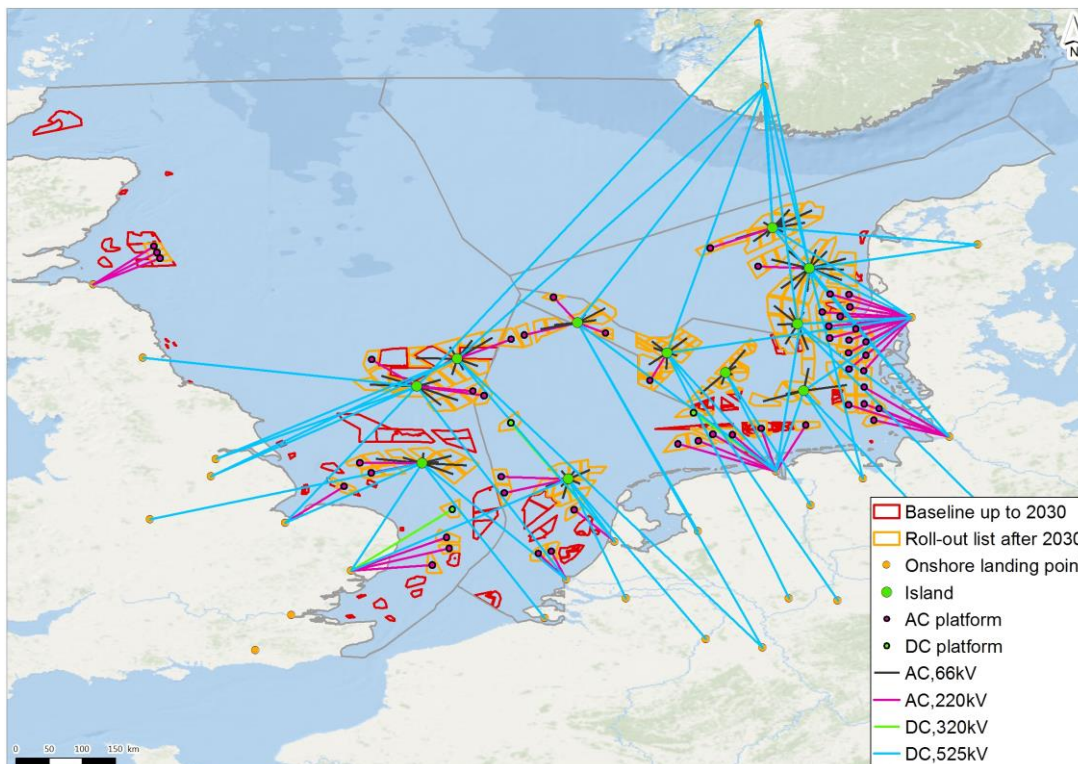 N
Baseline up to 2030
Roll-out list after 2030
Onshore landing point
Island
AC platform
DC platform
AC,66kV
AC,220kV
DC,320kV
DC,525kV
0 50 100 150 km